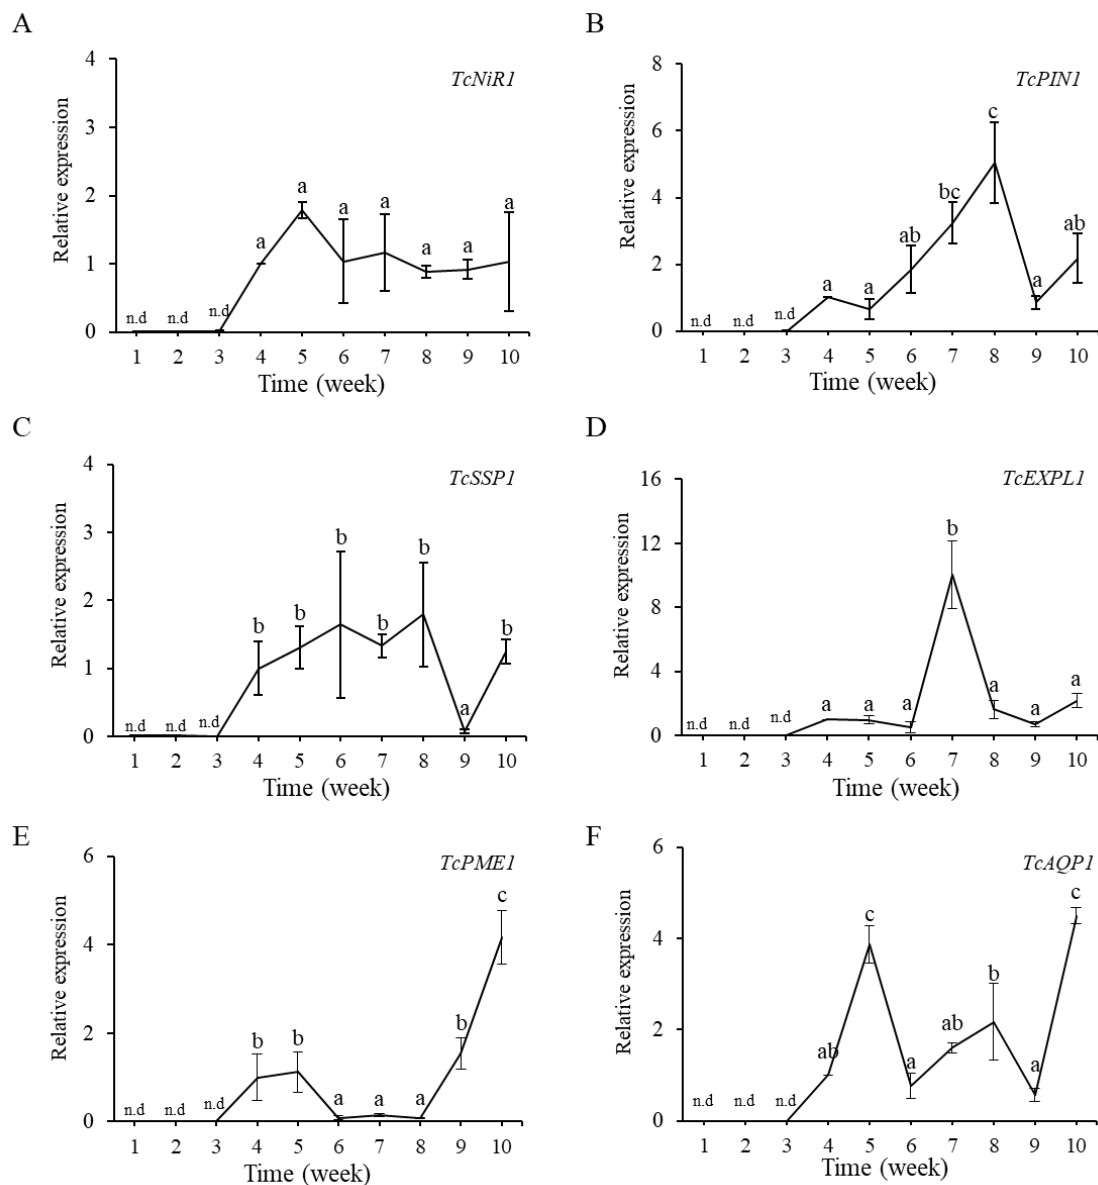 A
TcNiR1
Relative expression
4
3
2
1
0
n.d n.d n.d a a a a a a a
1 2 3 4 5 6 7 8 9 10
Time (week)
B
TcPIN1
Relative expression
8
6
4
2
0
n.d n.d n.d a a ab bc c a ab
1 2 3 4 5 6 7 8 9 10
Time (week)
C
TcSSP1
Relative expression
4
3
2
1
0
n.d n.d n.d b b b b b a b
1 2 3 4 5 6 7 8 9 10
Time (week)
D
TcEXPL1
Relative expression
16
12
8
4
0
n.d n.d n.d a a a b a a a
1 2 3 4 5 6 7 8 9 10
Time (week)
E
TcPME1
Relative expression
6
4
2
0
n.d n.d n.d b b a a a b c
1 2 3 4 5 6 7 8 9 10
Time (week)
F
TcAQP1
Relative expression
6
4
2
0
n.d n.d n.d ab c a ab b a c
1 2 3 4 5 6 7 8 9 10
Time (week)